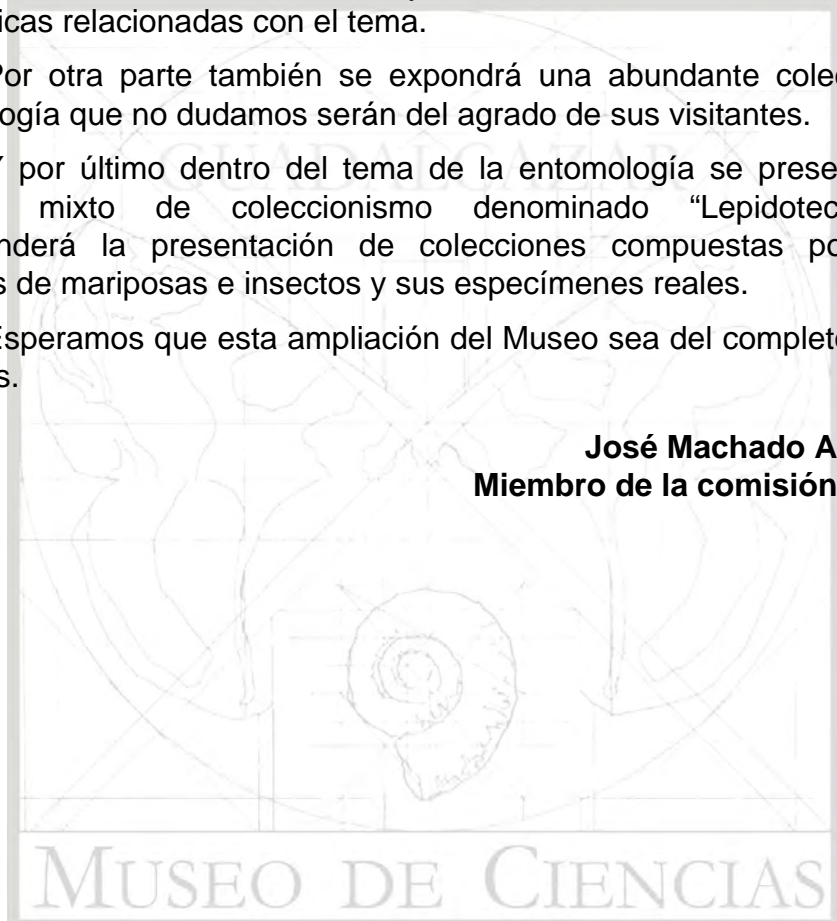 icas relacionadas con el tema.
Por otra parte también se expondrá una abundante colec
ogía que no dudamos serán del agrado de sus visitantes.
GUADALCAZAR
Y por último dentro del tema de la entomología se prese
mixto de coleccionismo denominado “Lepidotec
nderá la presentación de colecciones compuestas po
s de mariposas e insectos y sus especímenes reales.
Esperamos que esta ampliación del Museo sea del completo
s.
José Machado A
Miembro de la comisión
MUSEO DE CIENCIAS